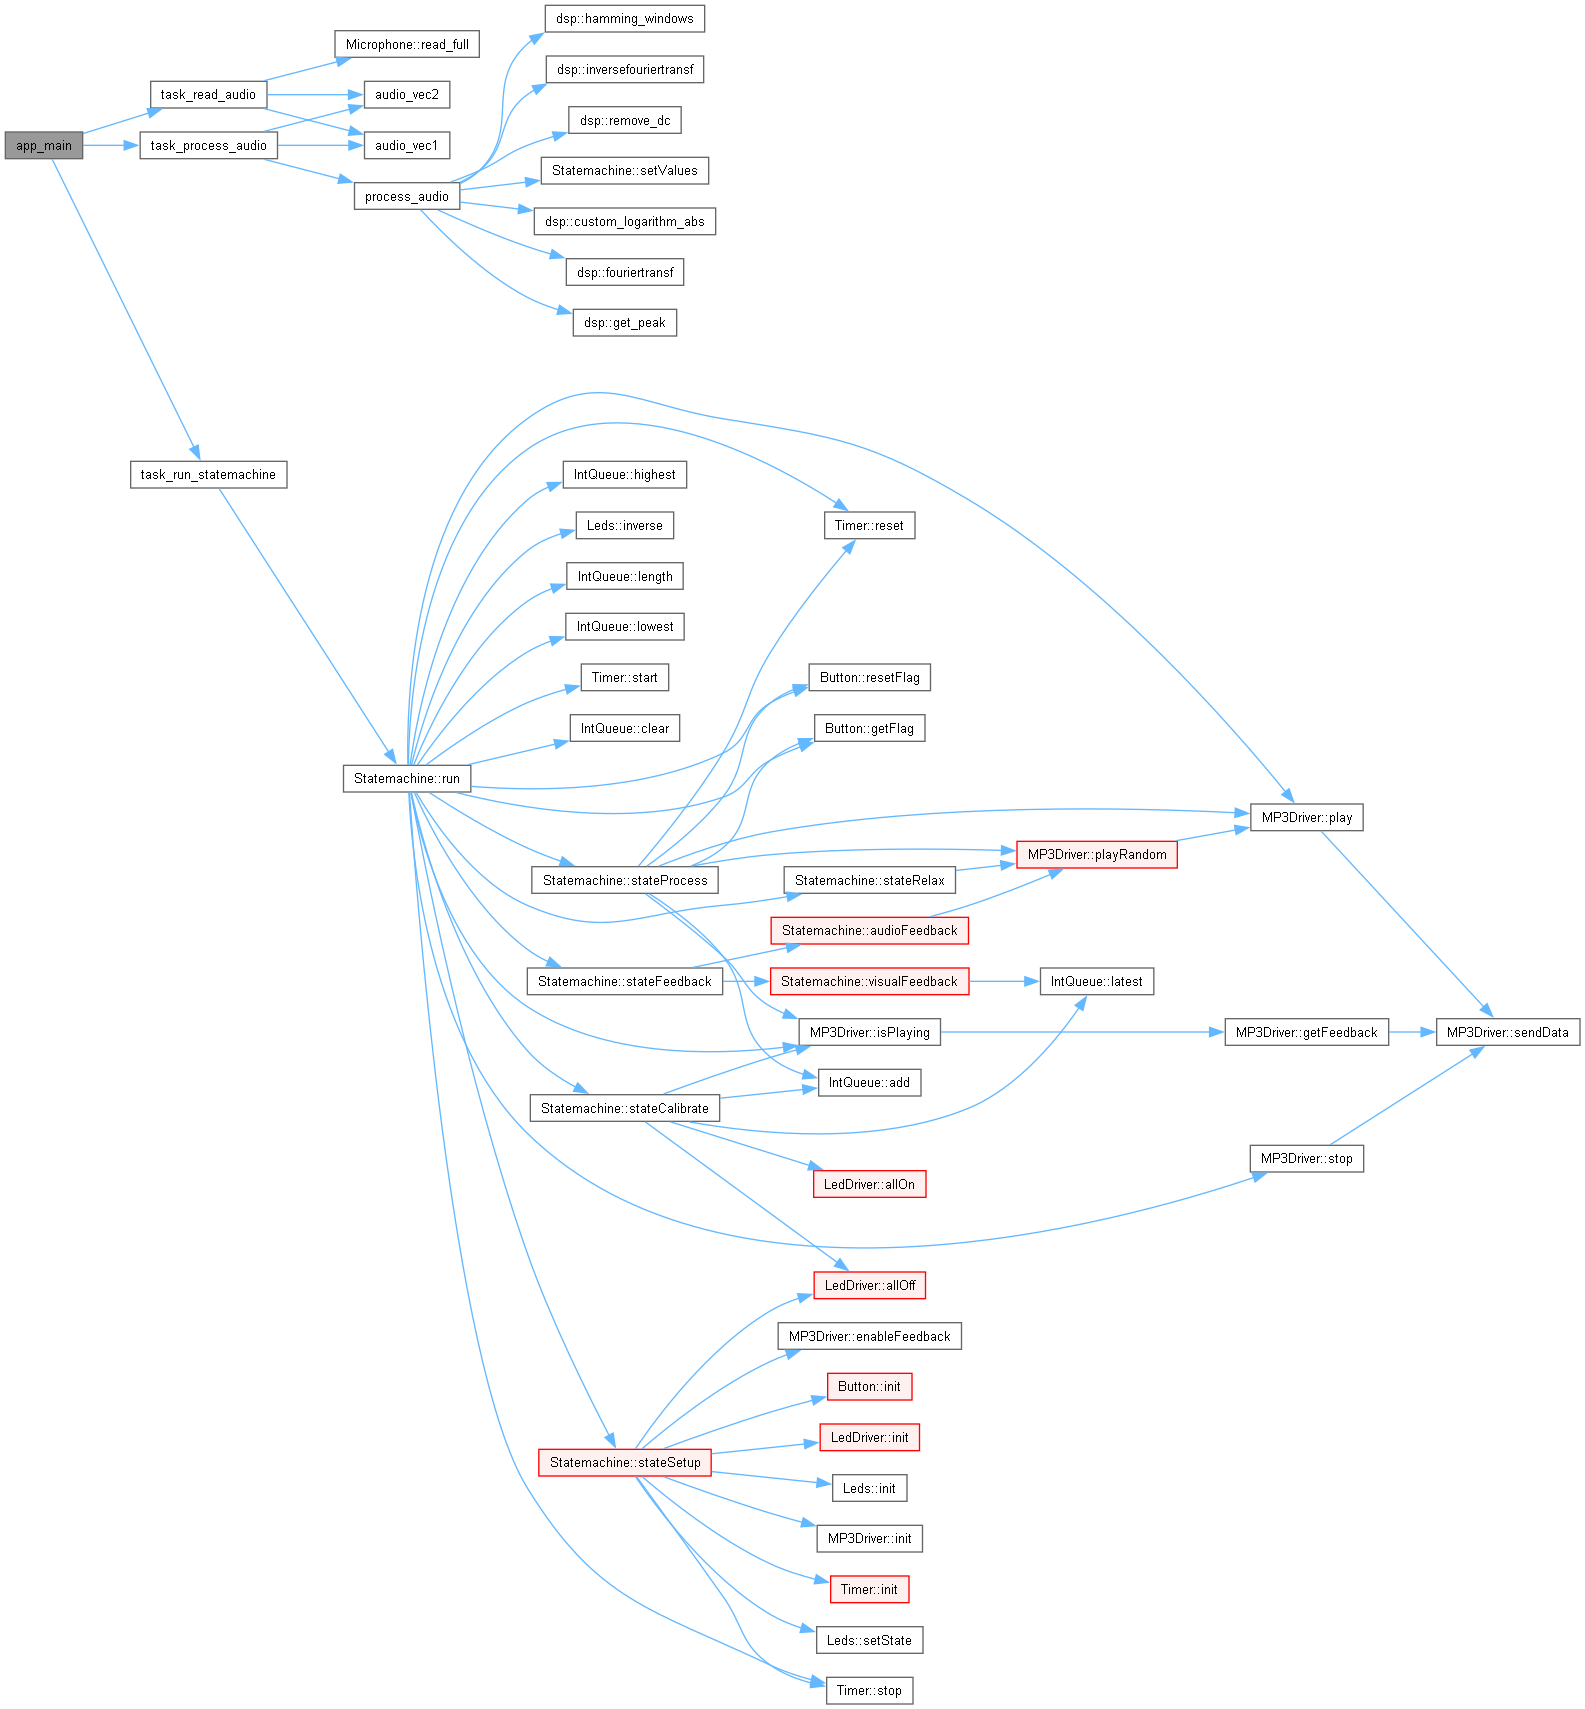 dsp::hamming_windows
Microphone::read_full
dsp::inversefouriertransf
task_read_audio
audio_vec2
dsp::remove_dc
app_main
task_process_audio
audio_vec1
Statemachine::setValues
process_audio
dsp::custom_logarithm_abs
dsp::fouriertransf
dsp::get_peak
task_run_statemachine
IntQueue::highest
Leds::inverse
Timer::reset
IntQueue::length
IntQueue::lowest
Timer::start
Button::resetFlag
IntQueue::clear
Button::getFlag
Statemachine::run
MP3Driver::play
MP3Driver::playRandom
Statemachine::stateProcess
Statemachine::stateRelax
Statemachine::audioFeedback
Statemachine::stateFeedback
Statemachine::visualFeedback
IntQueue::latest
MP3Driver::isPlaying
MP3Driver::getFeedback
MP3Driver::sendData
IntQueue::add
Statemachine::stateCalibrate
MP3Driver::stop
LedDriver::allOn
LedDriver::allOff
MP3Driver::enableFeedback
Button::init
LedDriver::init
Statemachine::stateSetup
Leds::init
MP3Driver::init
Timer::init
Leds::setState
Timer::stop